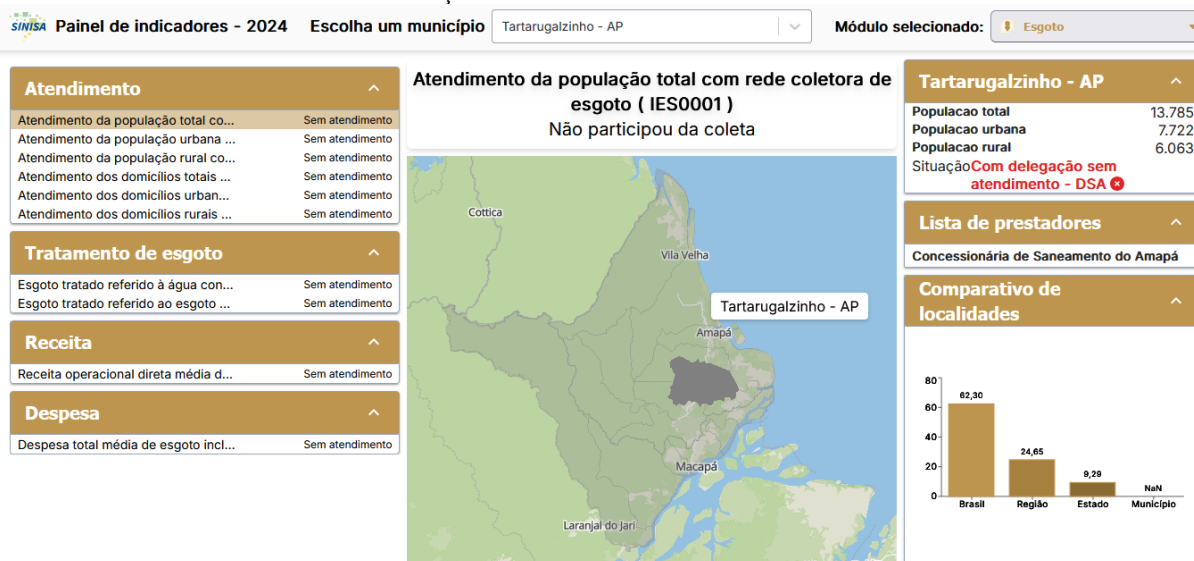 SINISA Painel de indicadores - 2024 Escolha um município Tartarugalzinho - AP Módulo selecionado: Esgoto
Atendimento
Atendimento da população total co... Sem atendimento
Atendimento da população urbana Sem atendimento
Atendimento da população rural co... Sem atendimento
Atendimento dos domicílios totais ... Sem atendimento
Atendimento dos domicílios urban... Sem atendimento
Atendimento dos domicílios rurais ... Sem atendimento
Tratamento de esgoto
Esgoto tratado referido à água con... Sem atendimento
Esgoto tratado referido ao esgoto ... Sem atendimento
Receita
Receita operacional direta média d... Sem atendimento
Despesa
Despesa total média de esgoto incl... Sem atendimento
Atendimento da população total com rede coletora de
esgoto ( IES0001 )
Não participou da coleta
Cottica
Vila Velha
Tartarugalzinho - AP
Amapá
Macapá
Laranjal do Jari
Tartarugalzinho - AP
Populacao total 13.785
Populacao urbana 7.722
Populacao rural 6.063
Situação Com delegação sem
atendimento - DSA
Lista de prestadores
Concessionária de Saneamento do Amapá
Comparativo de
localidades
80
60
40
20
0
62,30
24,65
9,29
NaN
Brasil Região Estado Município